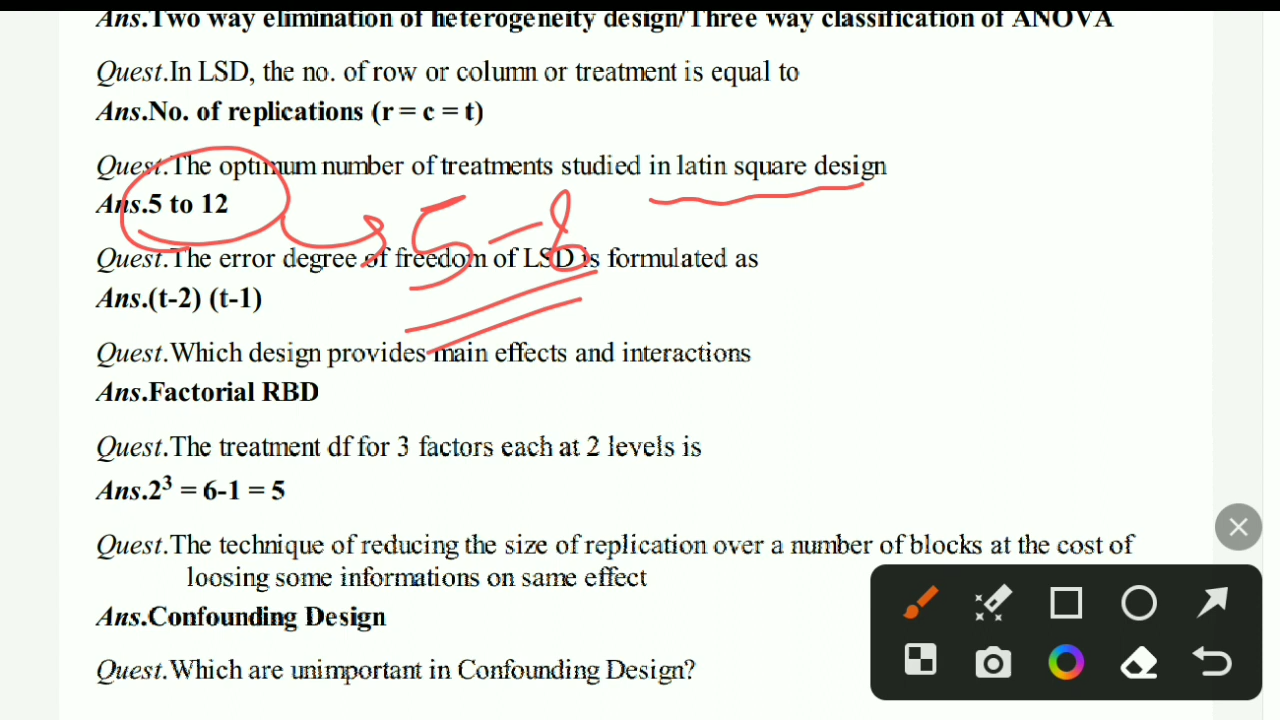 Ans.Two way elimination of heterogeneity design/Three way classification of ANOVA
Quest.In LSD, the no. of row or column or treatment is equal to
Ans.No. of replications (r = c = t)
Quest.The optimum number of treatments studied in latin square design
Ans.5 to 12
5-8
Quest.The error degree of freedom of LSD is formulated as
Ans.(t-2) (t-1)
Quest.Which design provides main effects and interactions
Ans.Factorial RBD
Quest.The treatment df for 3 factors each at 2 levels is
Ans.2³ = 6-1 = 5
Quest.The technique of reducing the size of replication over a number of blocks at the cost of
loosing some informations on same effect
Ans.Confounding Design
Quest.Which are unimportant in Confounding Design?